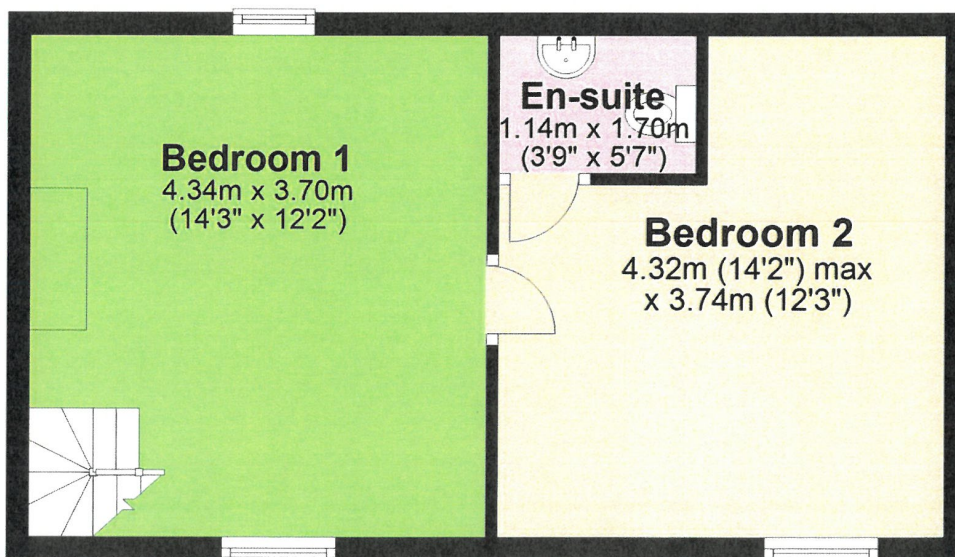 Bedroom 1
4.34m x 3.70m
(14'3" x 12'2")
En-suite
1.14m x 1.70m
(3'9" x 5'7")
Bedroom 2
4.32m (14'2") max
x 3.74m (12'3")